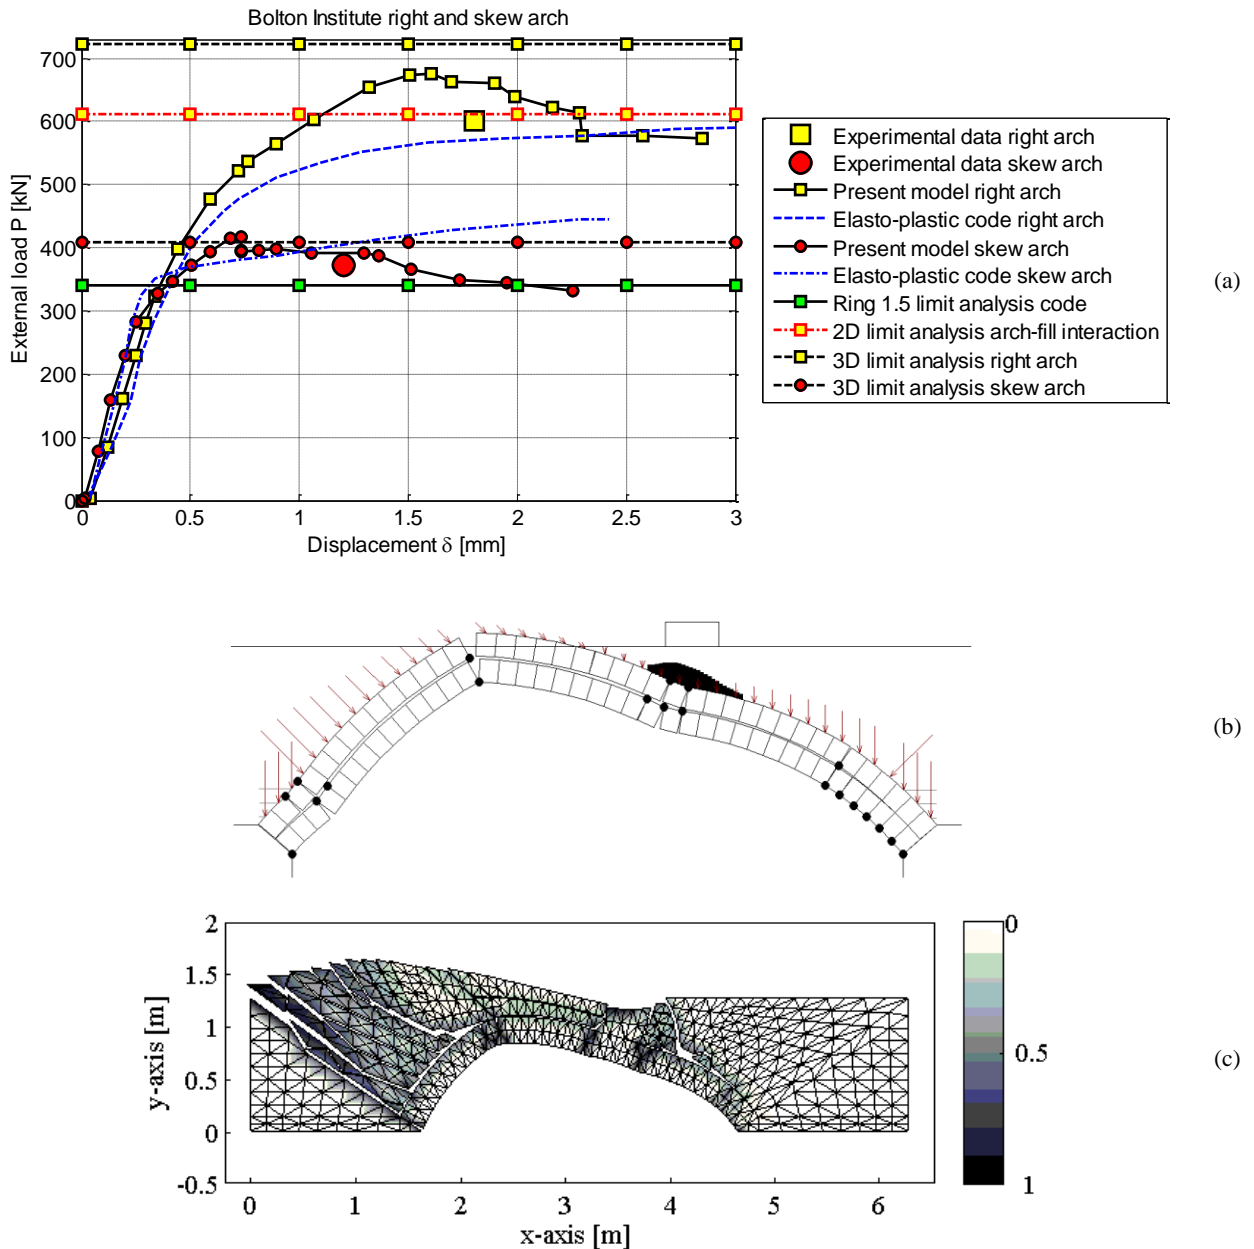 Bolton Institute right and skew arch
700
600
500
400
300
200
100
0
External load P [kN]
0 0.5 1 1.5 2 2.5 3
Displacement δ [mm]
Experimental data right arch
Experimental data skew arch
Present model right arch
Elasto-plastic code right arch
Present model skew arch
Elasto-plastic code skew arch
Ring 1.5 limit analysis code
2D limit analysis arch-fill interaction
3D limit analysis right arch
3D limit analysis skew arch
(a)
(b)
2
1.5
1
0.5
0
-0.5
y-axis [m]
0 1 2 3 4 5 6
x-axis [m]
0
0.5
1
(c)